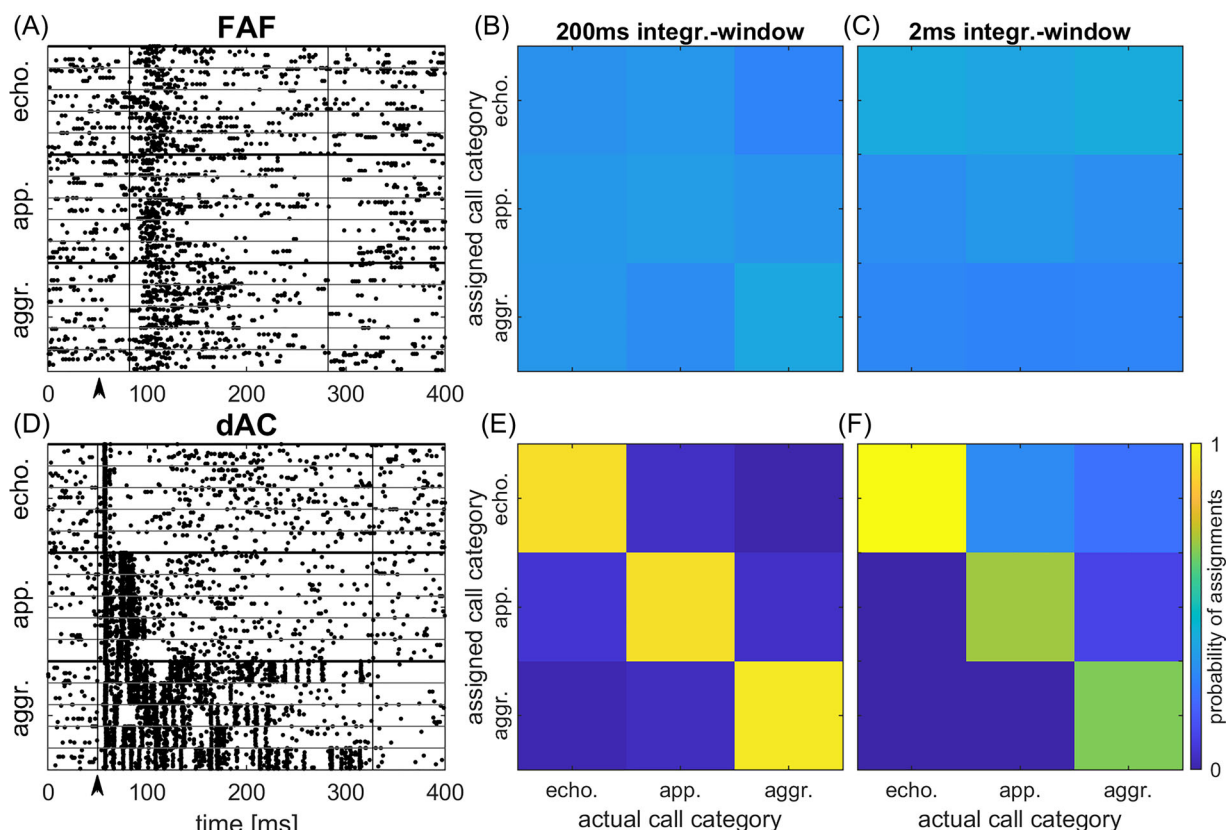 (A) FAF
(B) 200ms integr.-window
(C) 2ms integr.-window
echo.
app.
aggr.
0 100 200 300 400
assigned call category
echo.
app.
aggr.
(D) dAC
(E)
(F)
echo.
app.
aggr.
0 100 200 300 400
time [ms]
assigned call category
echo.
app.
aggr.
echo. app. aggr.
actual call category
echo. app. aggr.
actual call category
1
0
probability of assignments